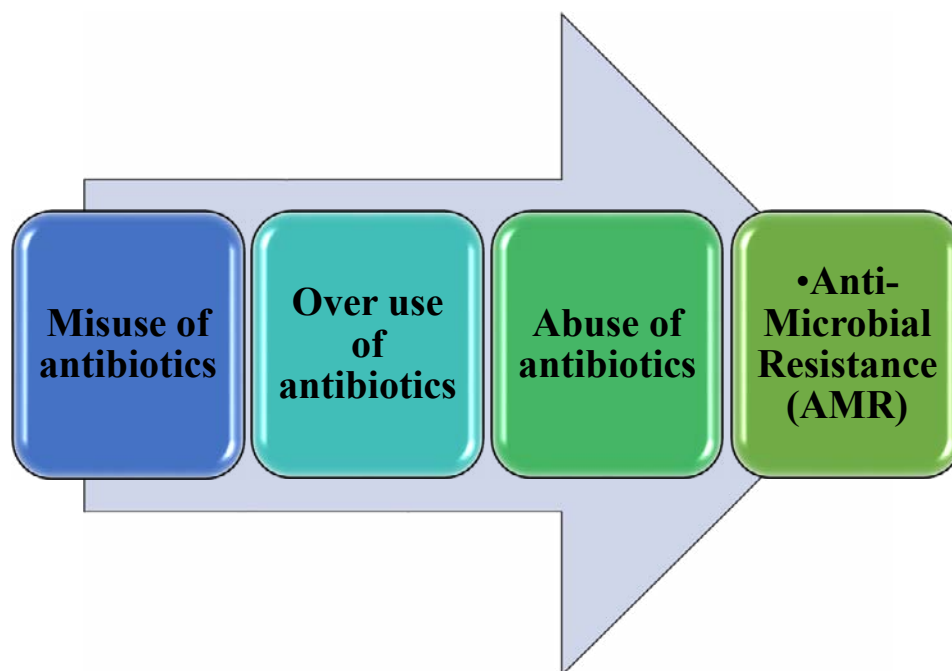 Misuse of
antibiotics
Over use
of
antibiotics
Abuse of
antibiotics
•Anti-
Microbial
Resistance
(AMR)